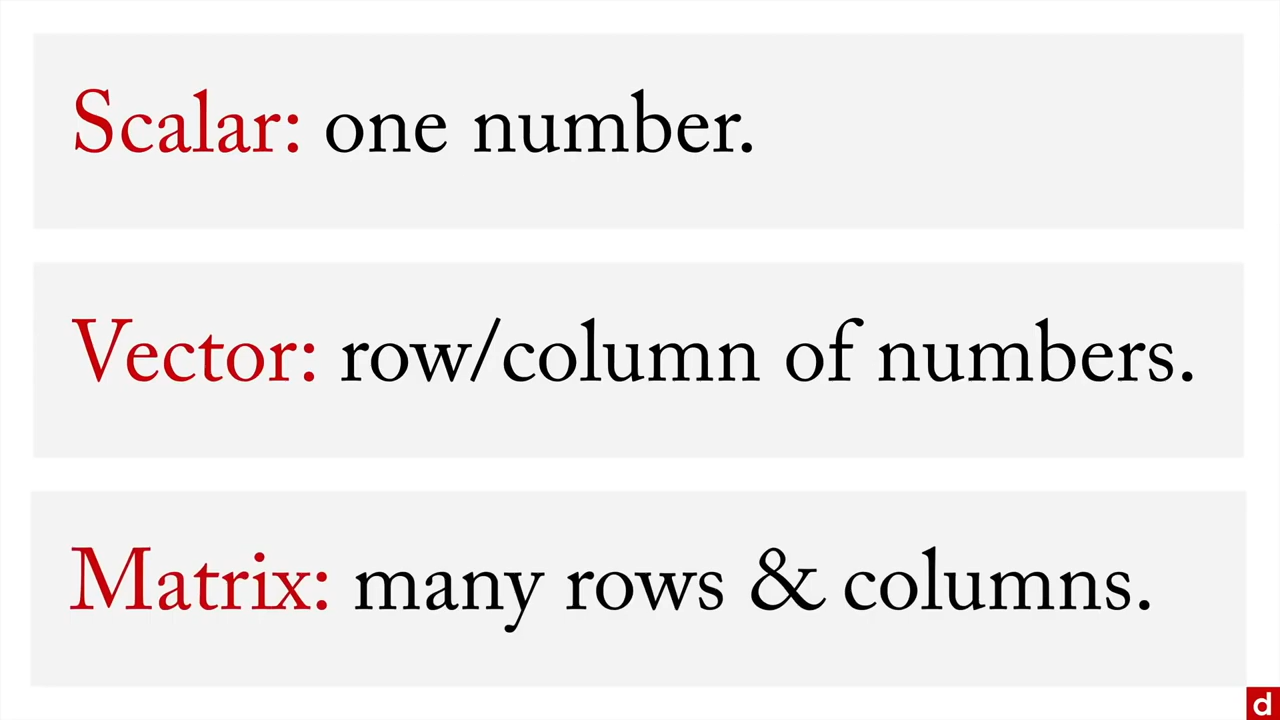 Scalar: one number.
Vector: row/column of numbers.
Matrix: many rows & columns.
d